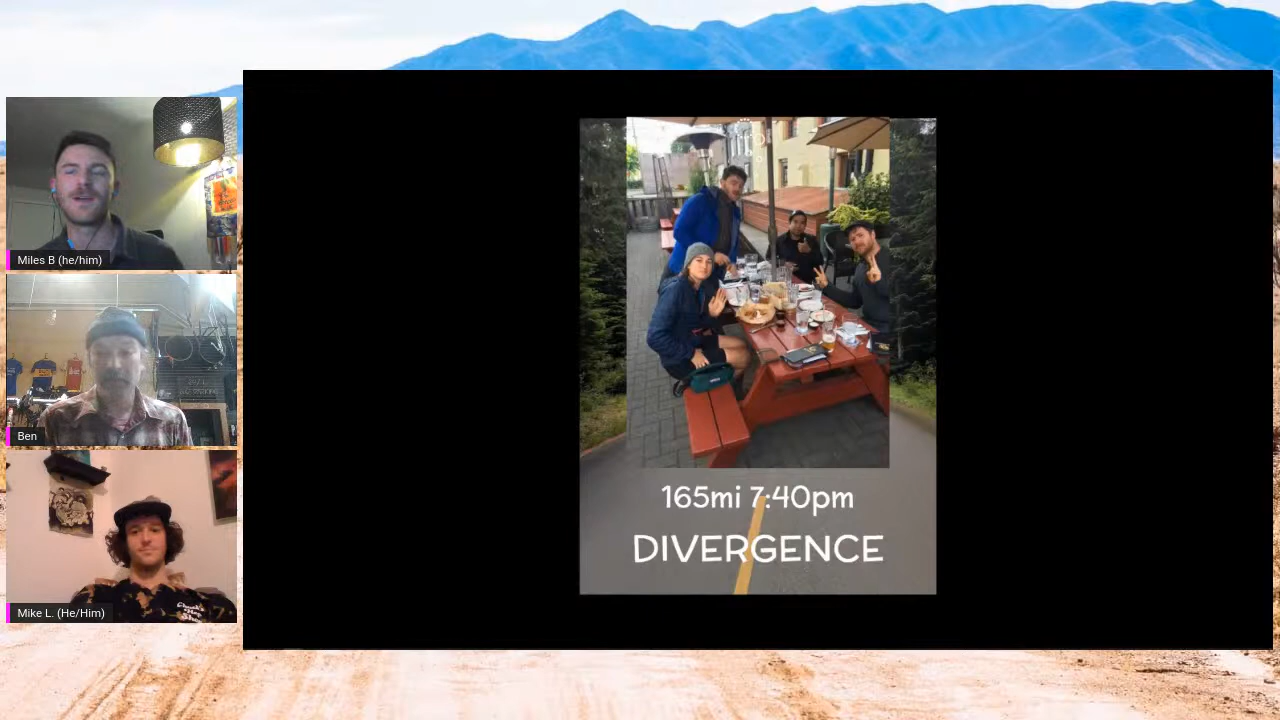 Miles B (he/him)
Ben
Mike L. (He/Him)
165mi 7:40pm
DIVERGENCE